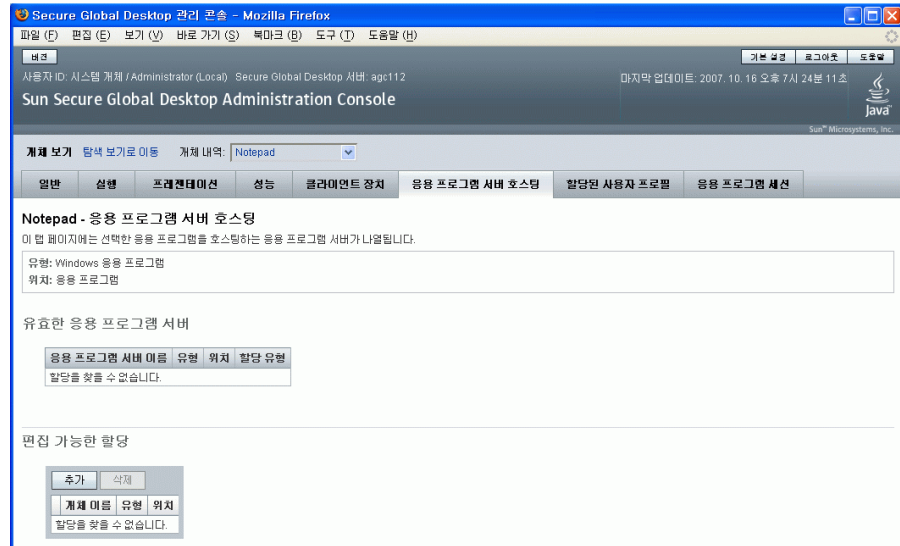 Secure Global Desktop 관리 콘솔 - Mozilla Firefox
파일 (F) 편집 (E) 보기 (V) 바로 가기 (S) 북마크 (B) 도구 (T) 도움말 (H)
버전 기본 설정 로그아웃 도움말
사용자 ID: 시스템 개체 / Administrator (Local) Secure Global Desktop 서버: agc112 마지막 업데이트: 2007. 10. 16 오후 7시 24분 11초
Sun Secure Global Desktop Administration Console
Java™
Sun™ Microsystems, Inc.
개체 보기 탐색 보기로 이동 개체 내역: Notepad
일반 실행 프레젠테이션 성능 클라이언트 장치 응용 프로그램 서버 호스팅 할당된 사용자 프로필 응용 프로그램 세션
Notepad - 응용 프로그램 서버 호스팅
이 탭 페이지에는 선택한 응용 프로그램을 호스팅하는 응용 프로그램 서버가 나열됩니다.
유형: Windows 응용 프로그램
위치: 응용 프로그램
유효한 응용 프로그램 서버
응용 프로그램 서버 이름 유형 위치 할당 유형
할당을 찾을 수 없습니다.
편집 가능한 할당
추가 삭제
개체 이름 유형 위치
할당을 찾을 수 없습니다.